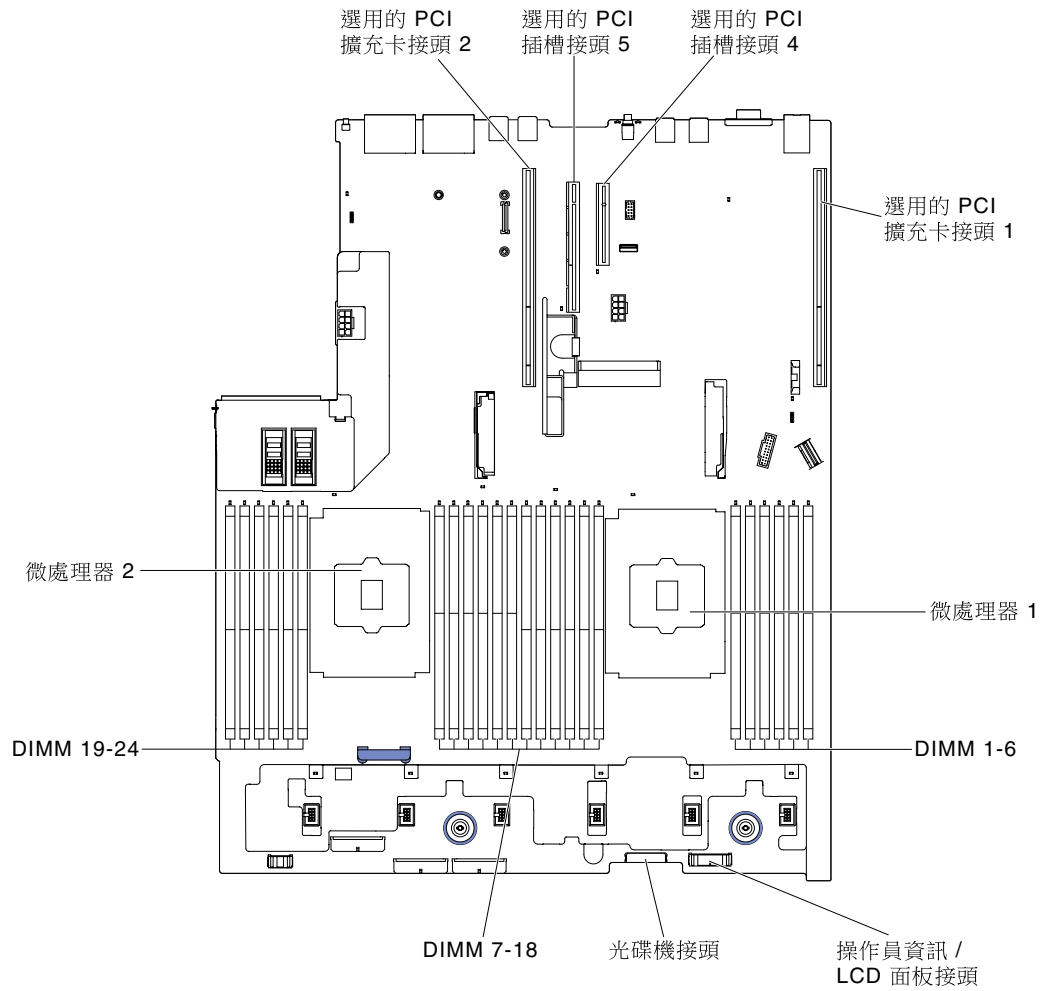 選用的 PCI
擴充卡接頭 2
選用的 PCI
插槽接頭 5
選用的 PCI
插槽接頭 4
選用的 PCI
擴充卡接頭 1
微處理器 2
微處理器 1
DIMM 19-24
DIMM 1-6
DIMM 7-18
光碟機接頭
操作員資訊 /
LCD 面板接頭